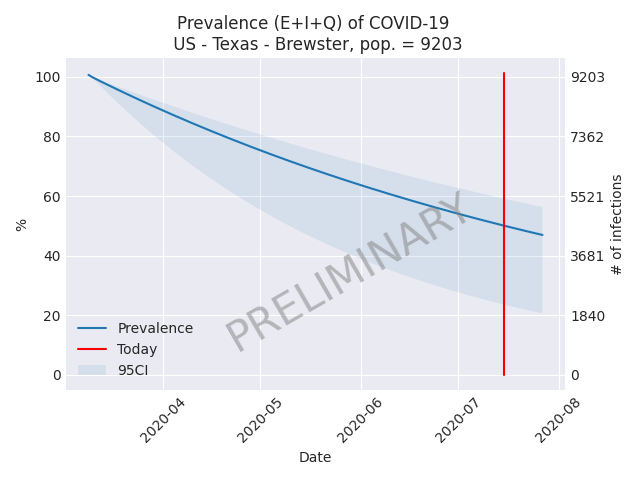 Prevalence (E+I+Q) of COVID-19
US - Texas - Brewster, pop. = 9203
100
80
60
40
20
0
%
9203
7362
5521
3681
1840
0
# of infections
PRELIMINARY
Prevalence
Today
95CI
2020-04
2020-05
2020-06
2020-07
2020-08
Date